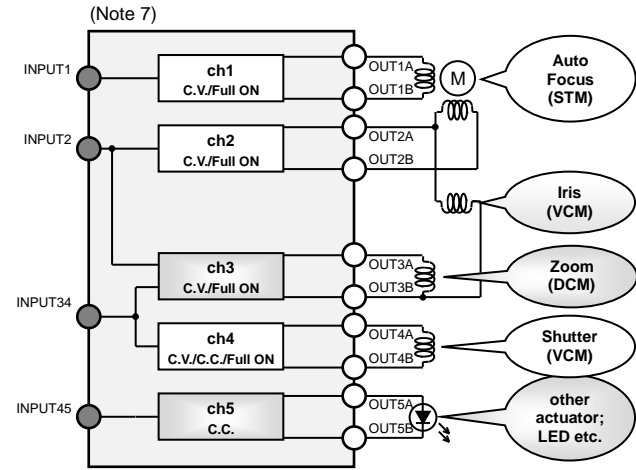 (Note 7)
INPUT1
ch1
C.V./Full ON
OUT1A
OUT1B
M
Auto
Focus
(STM)
INPUT2
ch2
C.V./Full ON
OUT2A
OUT2B
Iris
(VCM)
ch3
C.V./Full ON
OUT3A
OUT3B
Zoom
(DCM)
INPUT34
ch4
C.V./C.C./Full ON
OUT4A
OUT4B
Shutter
(VCM)
INPUT45
ch5
C.C.
OUT5A
OUT5B
other
actuator;
LED etc.